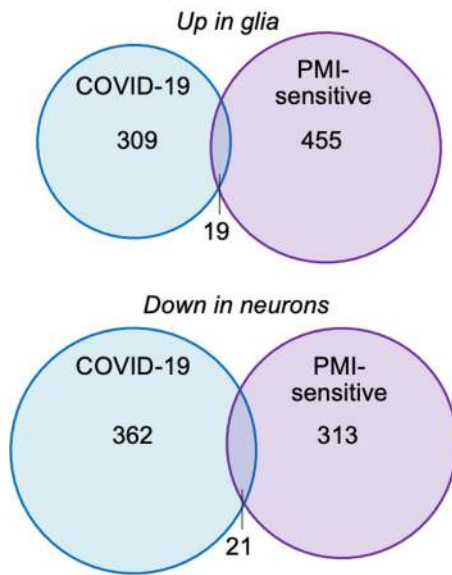 Up in glia
COVID-19
PMI-
sensitive
309
455
19
Down in neurons
COVID-19
PMI-
sensitive
362
313
21